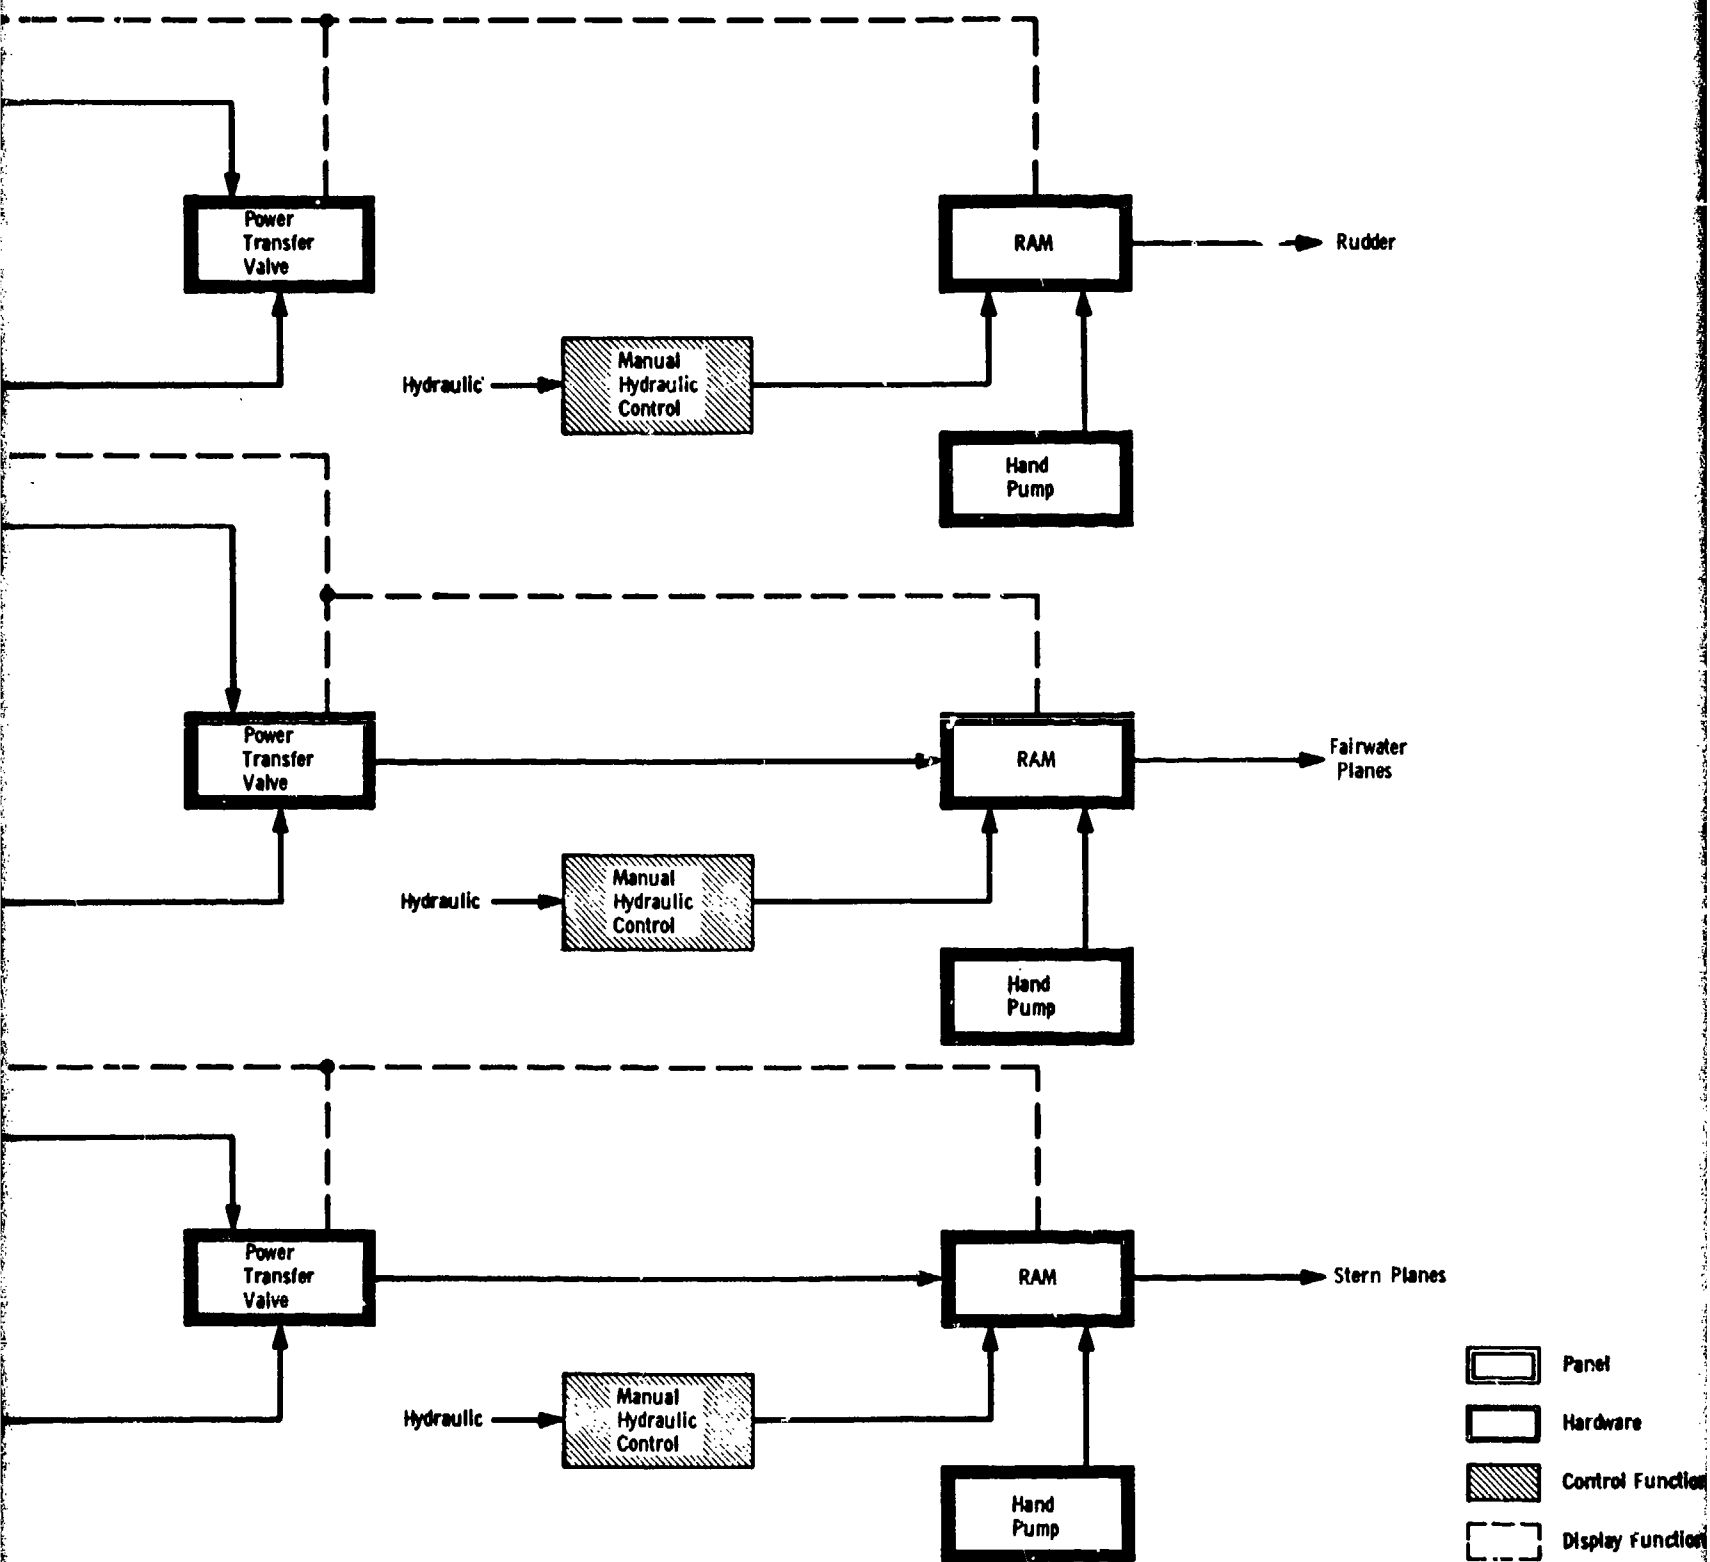 Power
Transfer
Valve
RAM
Rudder
Hydraulic
Manual
Hydraulic
Control
Hand
Pump
Power
Transfer
Valve
RAM
Fairwater
Planes
Hydraulic
Manual
Hydraulic
Control
Hand
Pump
Power
Transfer
Valve
RAM
Stern Planes
Hydraulic
Manual
Hydraulic
Control
Hand
Pump
Panel
Hardware
Control Function
Display Function